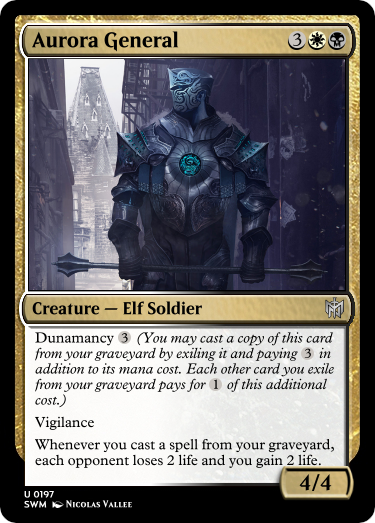 Aurora General 3
Creature — Elf Soldier
Dunamancy 3 (You may cast a copy of this card
from your graveyard by exiling it and paying 3 in
addition to its mana cost. Each other card you exile
from your graveyard pays for 1 of this additional
cost.)
Vigilance
Whenever you cast a spell from your graveyard,
each opponent loses 2 life and you gain 2 life.
4/4
U 0197
SWM Nicolas Vallee